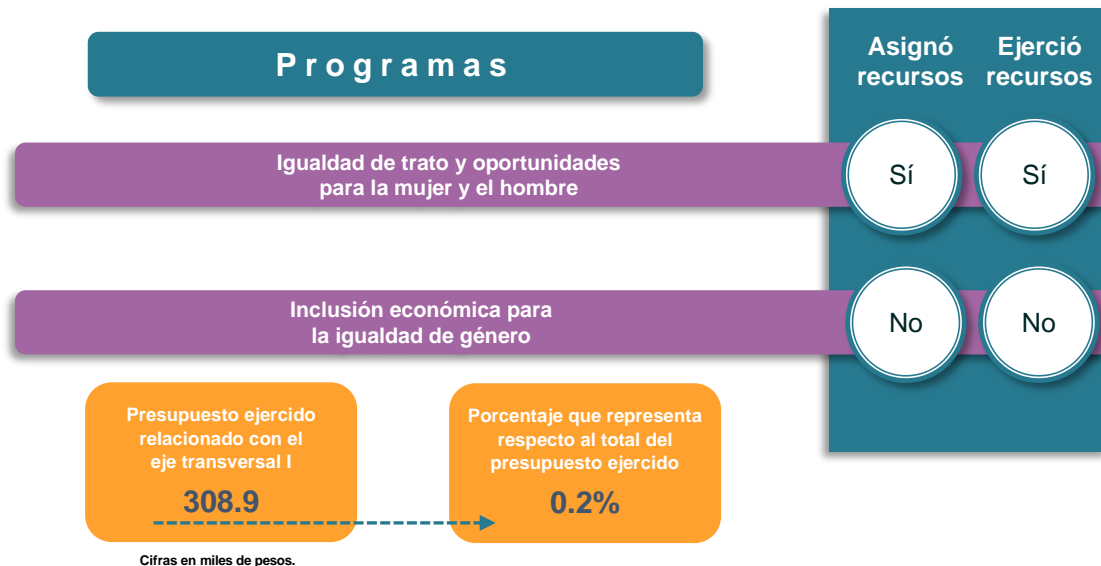 Programas
Asignó
recursos
Ejerció
recursos
Igualdad de trato y oportunidades
para la mujer y el hombre
Sí
Sí
Inclusión económica para
la igualdad de género
No
No
Presupuesto ejercido
relacionado con el
eje transversal I
308.9
Porcentaje que representa
respecto al total del
presupuesto ejercido
0.2%
Cifras en miles de pesos.